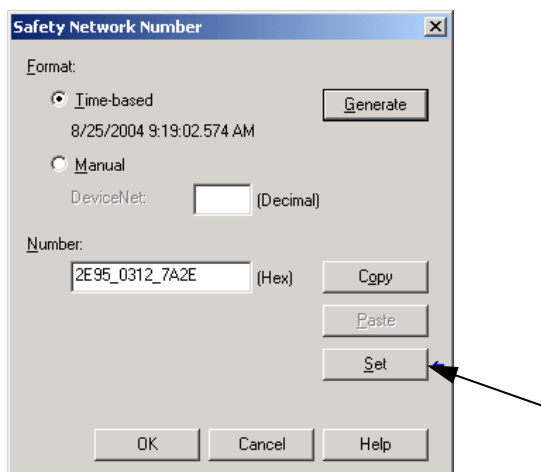 Safety Network Number
Format:
Time-based
Generate
8/25/2004 9:19:02.574 AM
Manual
DeviceNet:
(Decimal)
Number:
2E95_0312_7A2E
(Hex)
Copy
Paste
Set
OK
Cancel
Help